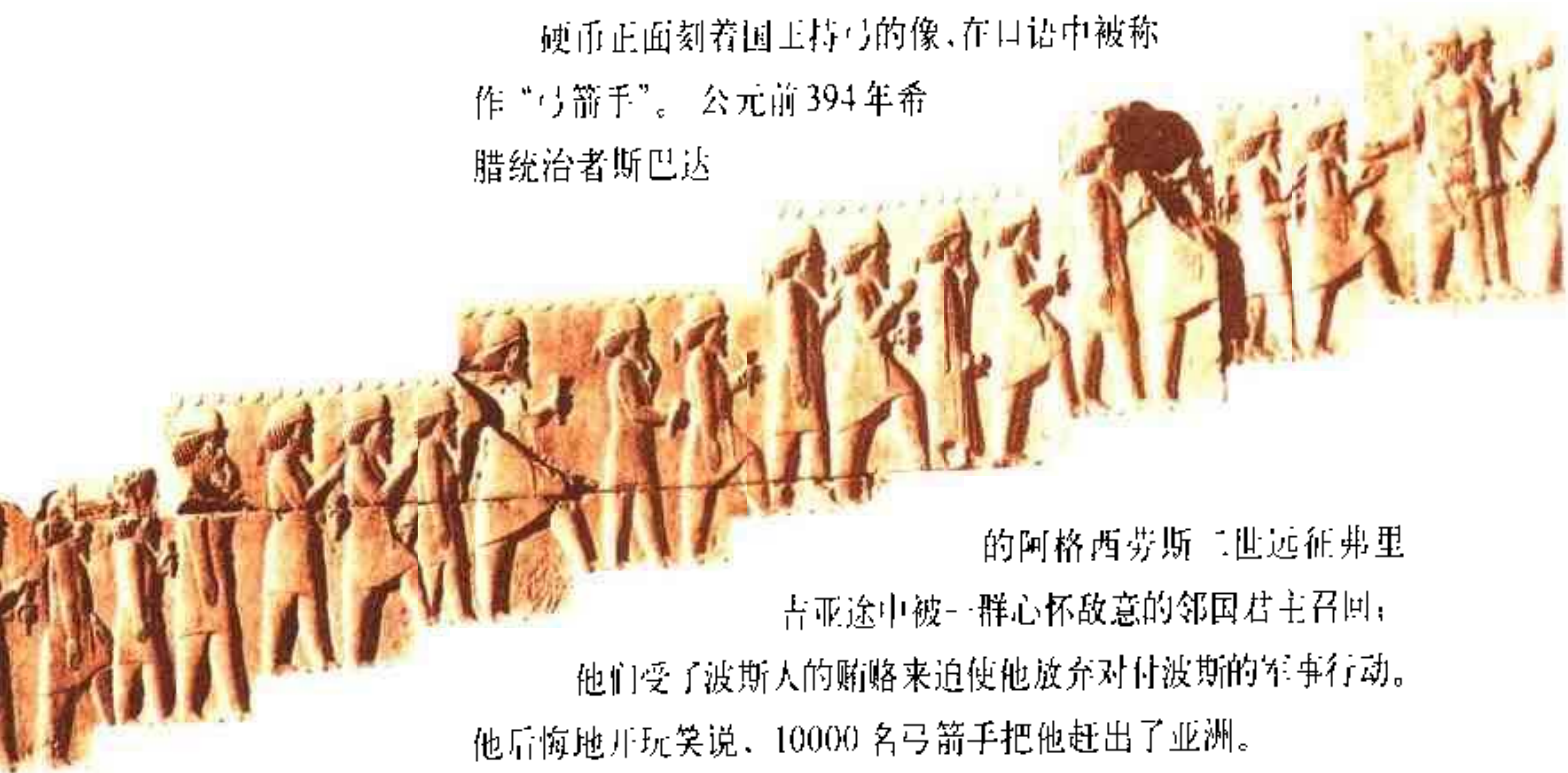 硬币正面刻着国王持弓的像、在口语中被称
作“弓箭手”。 公元前394年希
腊统治者斯巴达
的阿格西劳斯二世远征弗里
吉亚途中被一群心怀敌意的邻国君主召回；
他们受了波斯人的贿赂来迫使他放弃对付波斯的军事行动。
他后悔地开玩笑说、10000 名弓箭手把他赶出了亚洲。